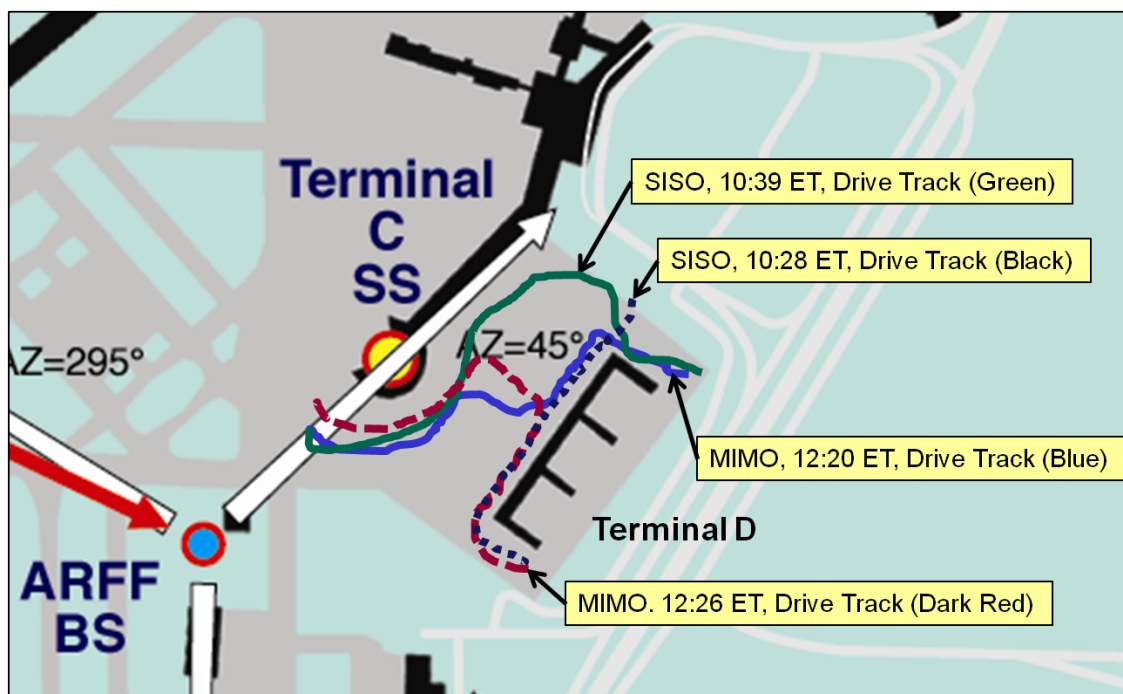 SISO, 10:39 ET, Drive Track (Green)
Terminal
C
SS
SISO, 10:28 ET, Drive Track (Black)
AZ=295°
AZ=45°
MIMO, 12:20 ET, Drive Track (Blue)
Terminal D
ARFF
BS
MIMO. 12:26 ET, Drive Track (Dark Red)